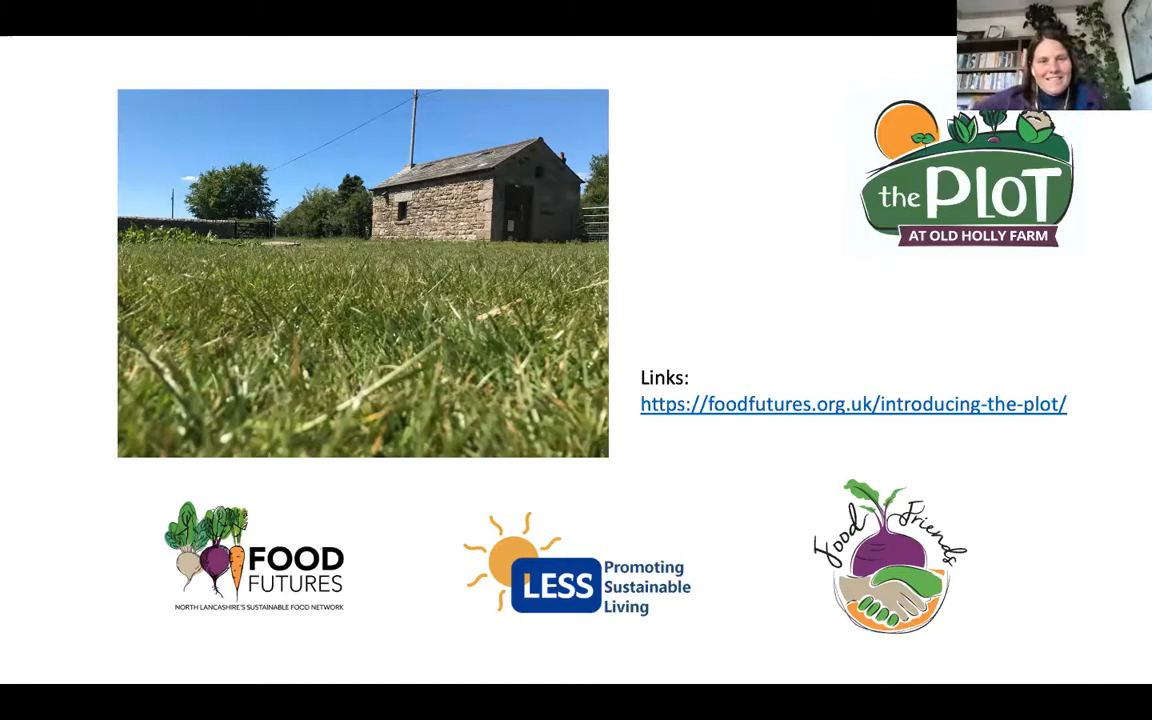 the PLOT
AT OLD HOLLY FARM
Links:
https://foodfutures.org.uk/introducing-the-plot/
FOOD
FUTURES
NORTH LANCASHIRE'S SUSTAINABLE FOOD NETWORK
LESS
Promoting
Sustainable
Living
Food Friends